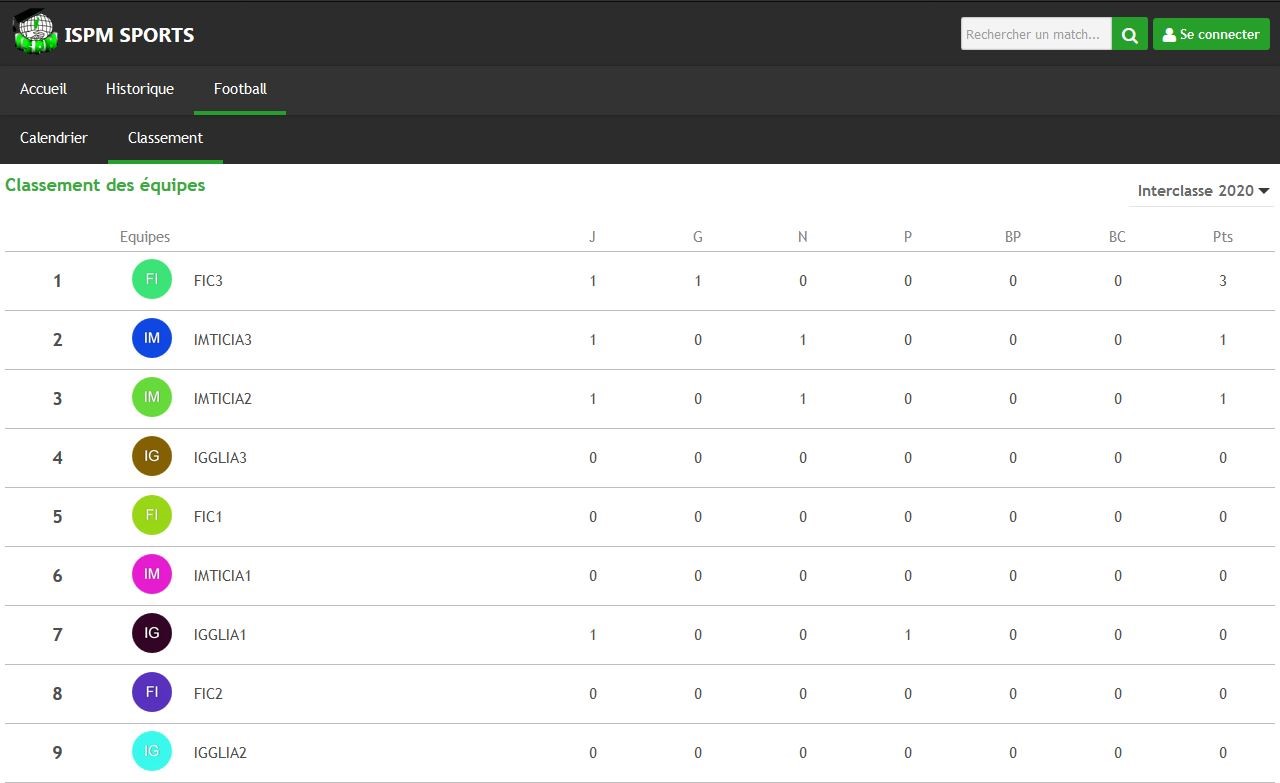 ISPM SPORTS Rechercher un match... Se connecter
Accueil Historique Football
Calendrier Classement
Classement des équipes
Interclasse 2020
Equipes J G N P BP BC Pts
1 FI FIC3 1 1 0 0 0 0 3
2 IM IMTICIA3 1 0 1 0 0 0 1
3 IM IMTICIA2 1 0 1 0 0 0 1
4 IG IGGLIA3 0 0 0 0 0 0 0
5 FI FIC1 0 0 0 0 0 0 0
6 IM IMTICIA1 0 0 0 0 0 0 0
7 IG IGGLIA1 1 0 0 1 0 0 0
8 FI FIC2 0 0 0 0 0 0 0
9 IG IGGLIA2 0 0 0 0 0 0 0